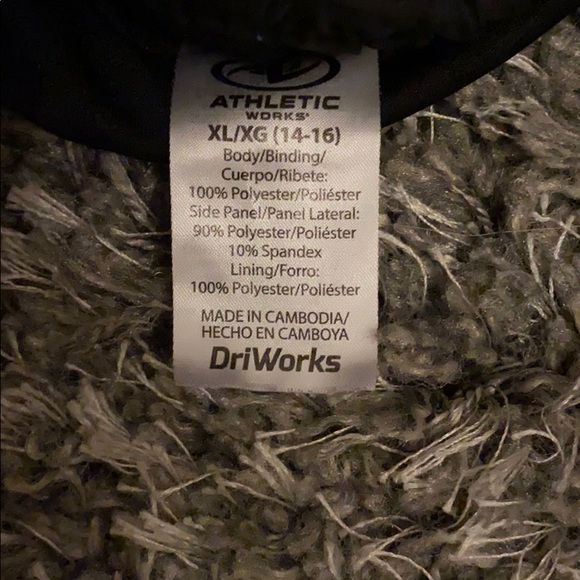 ATHLETIC
WORKS®
XL/XG (14-16)
Body/Binding/
Cuerpo/Ribete:
100% Polyester/Poliéster
Side Panel/Panel Lateral:
90% Polyester/Poliéster
10% Spandex
Lining/Forro:
100% Polyester/Poliéster
MADE IN CAMBODIA/
HECHO EN CAMBOYA
DriWorks